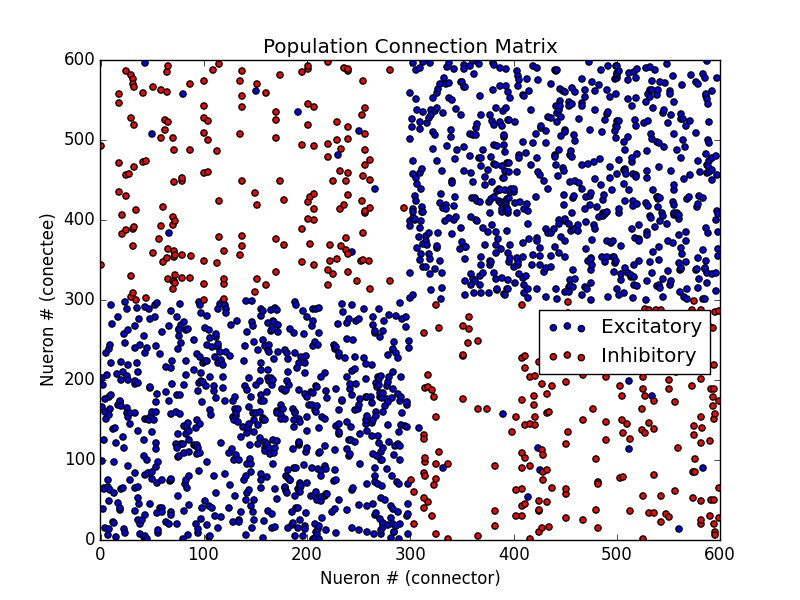 Population Connection Matrix
600
500
400
300
200
100
0
Nueron # (conectee)
Excitatory
Inhibitory
0 100 200 300 400 500 600
Nueron # (connector)